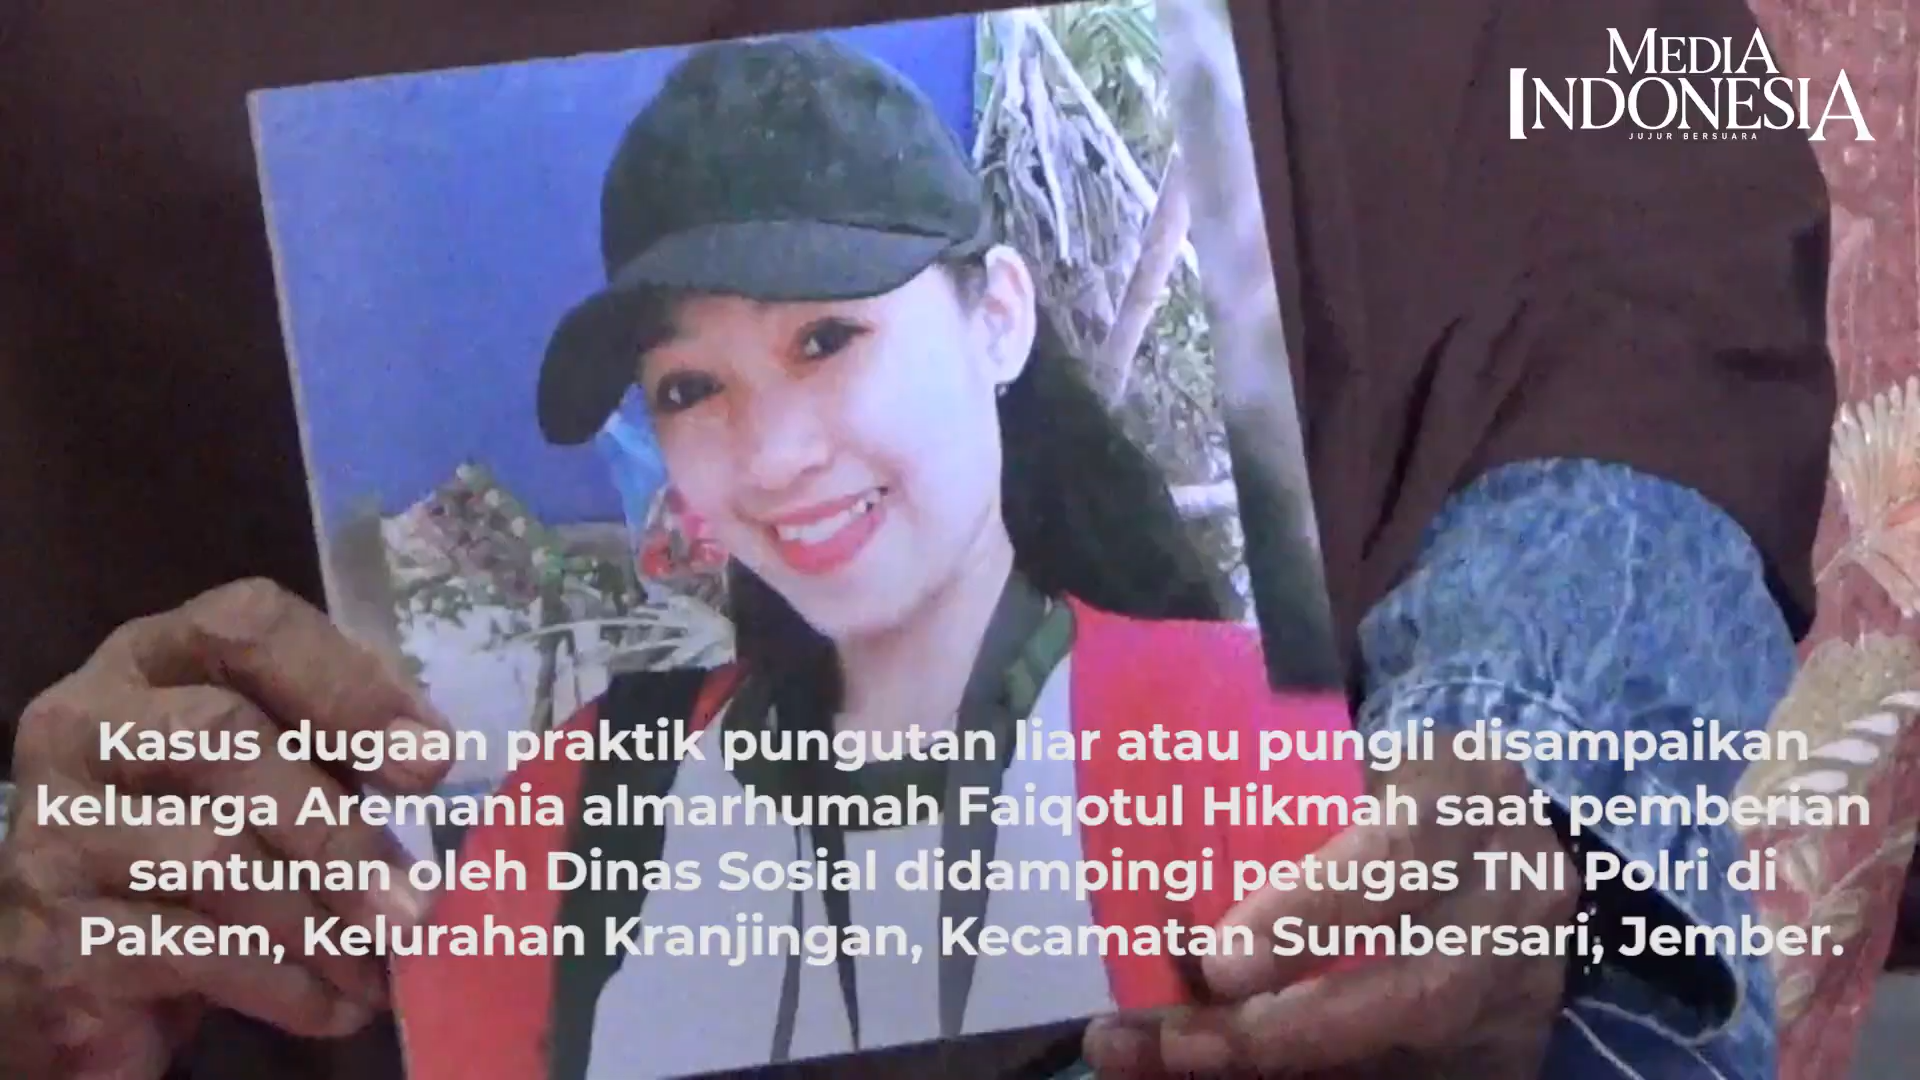 MEDIA
INDONESIA
JUJUR BERSUARA
Kasus dugaan praktik pungutan liar atau pungli disampaikan
keluarga Aremania almarhumah Faiqotul Hikmah saat pemberian
santunan oleh Dinas Sosial didampingi petugas TNI Polri di
Pakem, Kelurahan Kranjingan, Kecamatan Sumbersari, Jember.